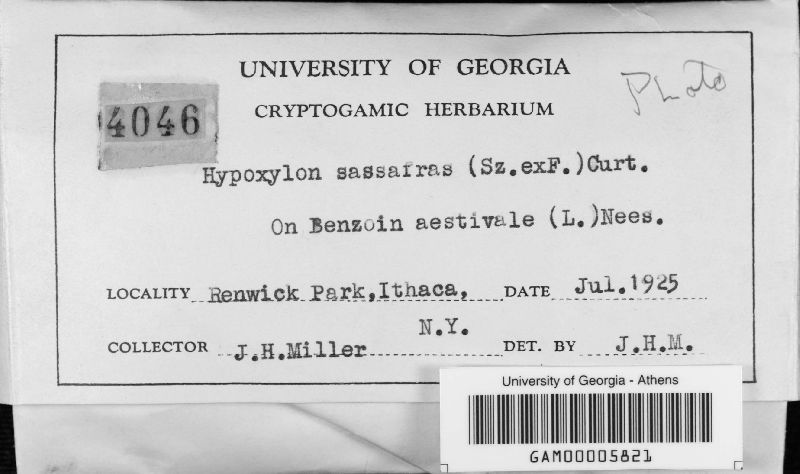 UNIVERSITY OF GEORGIA
Photo
CRYPTOGAMIC HERBARIUM
4046
Hypoxylon sassafras (Sz.exF.)Curt.
On Benzoin aestivale (L.)Nees.
LOCALITY Renwick Park,Ithaca, DATE Jul.1925
N.Y.
COLLECTOR J.H.Miller DET. BY J.H.M.
University of Georgia - Athens
GAM00005821